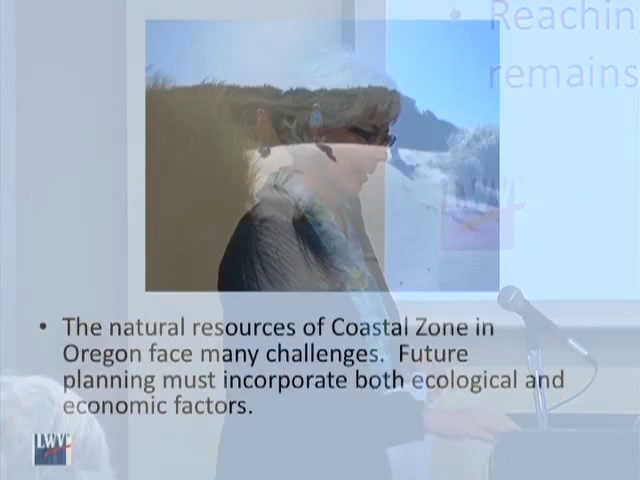 • Reachin
remains
LWV
• The natural resources of Coastal Zone in
Oregon face many challenges.  Future
planning must incorporate both ecological and
economic factors.
LWV